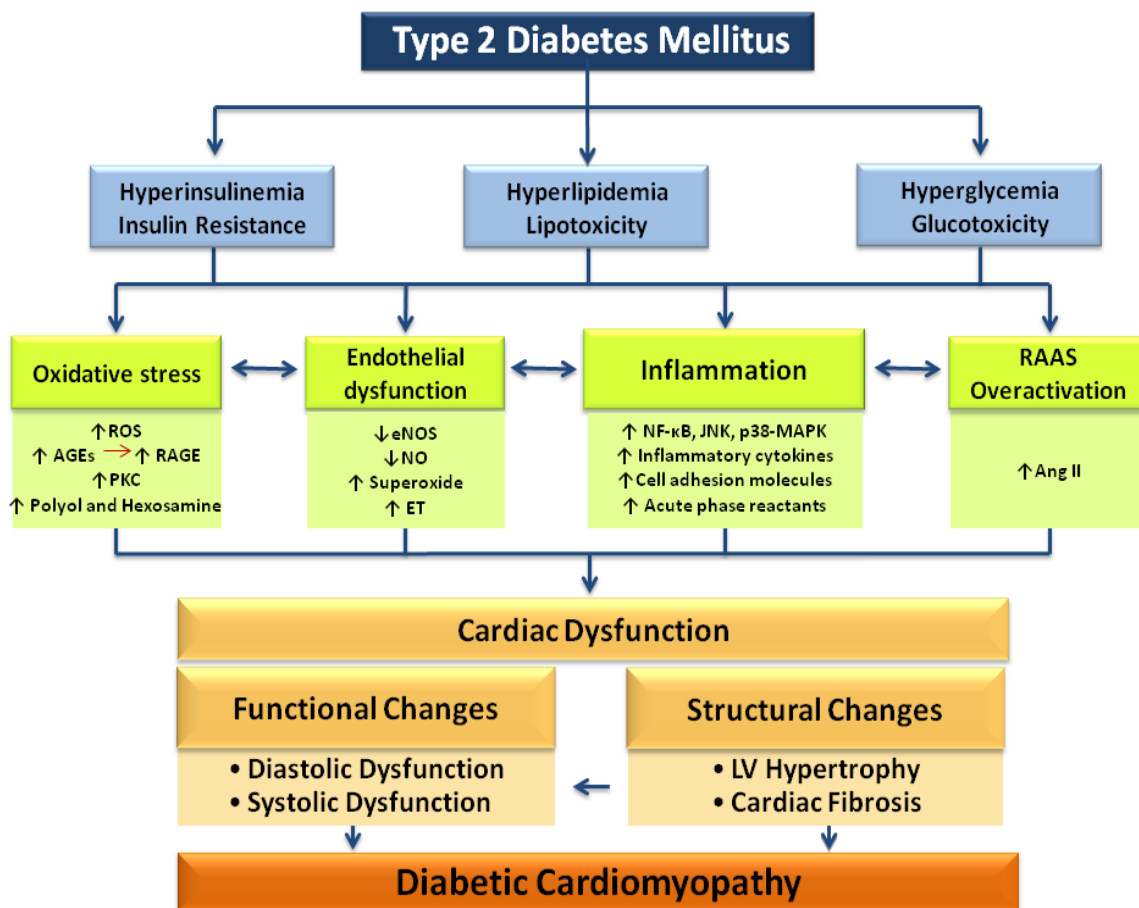 Type 2 Diabetes Mellitus
Hyperinsulinemia
Insulin Resistance
Hyperlipidemia
Lipotoxicity
Hyperglycemia
Glucotoxicity
Oxidative stress
↑ROS
↑ AGEs → ↑ RAGE
↑PKC
↑ Polyol and Hexosamine
Endothelial
dysfunction
↓eNOS
↓NO
↑ Superoxide
↑ ET
Inflammation
↑ NF-κB, JNK, p38-MAPK
↑ Inflammatory cytokines
↑Cell adhesion molecules
↑ Acute phase reactants
RAAS
Overactivation
↑Ang II
Cardiac Dysfunction
Functional Changes
• Diastolic Dysfunction
• Systolic Dysfunction
Structural Changes
• LV Hypertrophy
• Cardiac Fibrosis
Diabetic Cardiomyopathy